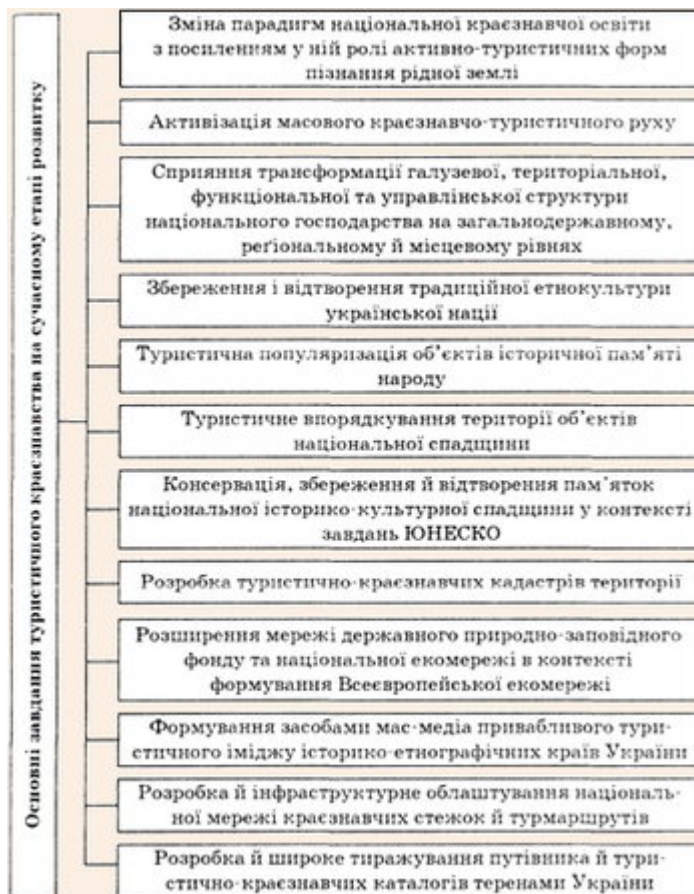 Основні завдання туристичного краєзнавства на сучасному етапі розвитку
Зміна парадигм національної краєзнавчої освіти
з посиленням у ній ролі активно-туристичних форм
пізнання рідної землі
Активізація масового краєзнавчо-туристичного руху
Сприяння трансформації галузевої, територіальної,
функціональної та управлінської структури
національного господарства на загальнодержавному,
реґіональному й місцевому рівнях
Збереження і відтворення традиційної етнокультури
української нації
Туристична популяризація об’єктів історичної пам’яті
народу
Туристичне впорядкування території об’єктів
національної спадщини
Консервація, збереження й відтворення пам’яток
національної історико-культурної спадщини у контексті
завдань ЮНЕСКО
Розробка туристично-краєзнавчих кадастрів території
Розширення мережі державного природно-заповідного
фонду та національної екомережі в контексті
формування Всеєвропейської екомережі
Формування засобами мас-медіа привабливого тури-
стичного іміджу історико-етнографічних країв України
Розробка й інфраструктурне облаштування національ-
ної мережі краєзнавчих стежок й турмаршрутів
Розробка й широке тиражування путівника й тури-
стично-краєзнавчих каталогів теренами України